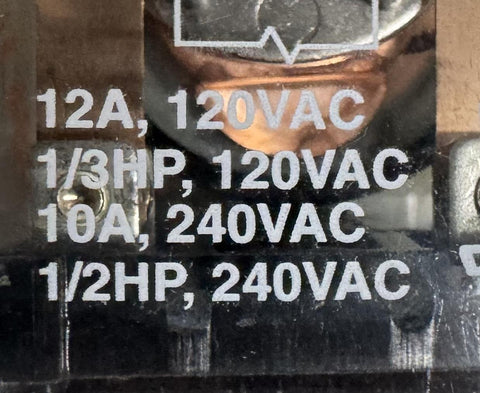 12A, 120VAC
1/3HP, 120VAC
10A, 240VAC
1/2HP, 240VAC